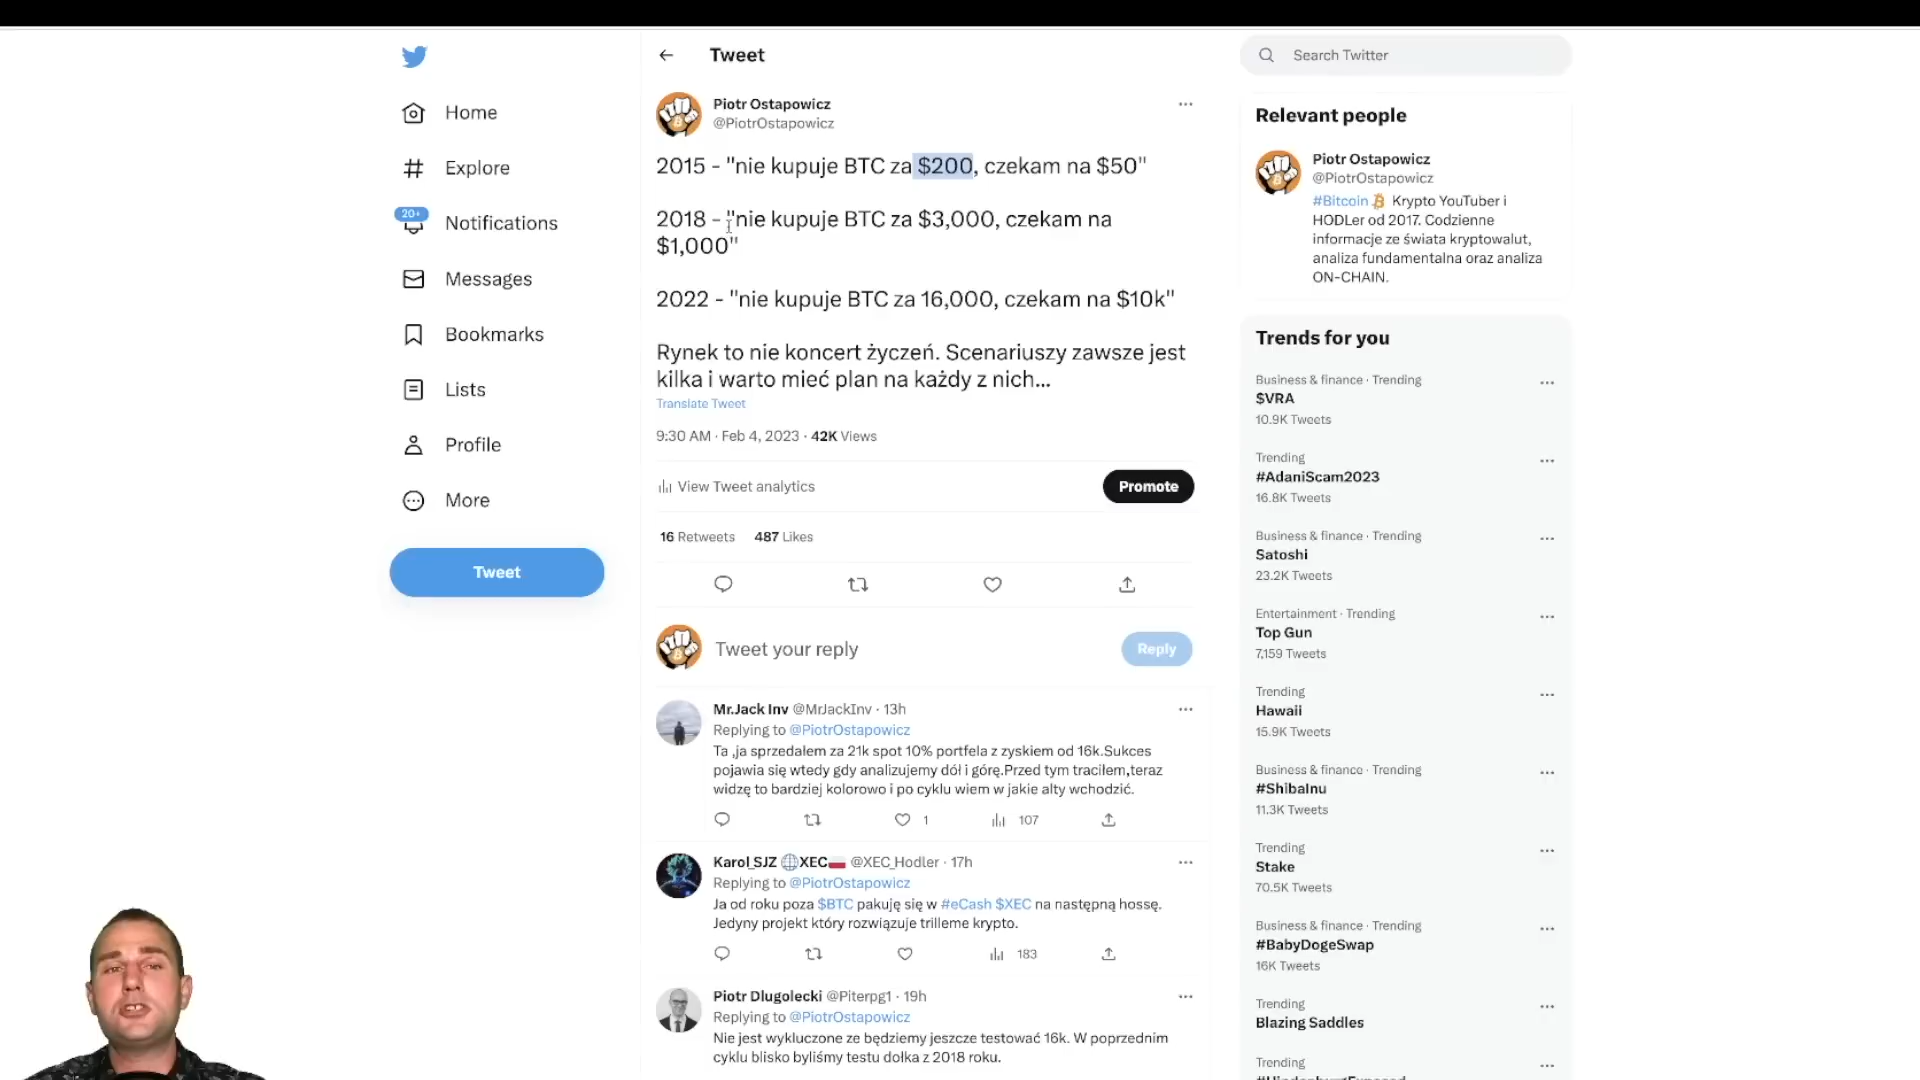 Tweet
Search Twitter
Home
Explore
20+
Notifications
Messages
Bookmarks
Lists
Profile
More
Tweet
Piotr Ostapowicz
@PiotrOstapowicz
2015 - "nie kupuje BTC za $200, czekam na $50"
2018 - "nie kupuje BTC za $3,000, czekam na
$1,000"
2022 - "nie kupuje BTC za 16,000, czekam na $10k"
Rynek to nie koncert życzeń. Scenariuszy zawsze jest
kilka i warto mieć plan na każdy z nich...
Translate Tweet
9:30 AM · Feb 4, 2023 · 42K Views
View Tweet analytics
Promote
16 Retweets 487 Likes
Tweet your reply
Reply
Mr.Jack Inv @MrJackInv · 13h
Replying to @PiotrOstapowicz
Ta ,ja sprzedałem za 21k spot 10% portfela z zyskiem od 16k.Sukces
pojawia się wtedy gdy analizujemy dół i górę.Przed tym traciłem,teraz
widzę to bardziej kolorowo i po cyklu wiem w jakie alty wchodzić.
1 107
Karol_SJZ XEC @XEC_Hodler · 17h
Replying to @PiotrOstapowicz
Ja od roku poza $BTC pakuję się w #eCash $XEC na następną hossę.
Jedyny projekt który rozwiązuje trilleme krypto.
183
Piotr Dlugolecki @Piterpg1 · 19h
Replying to @PiotrOstapowicz
Nie jest wykluczone ze będziemy jeszcze testować 16k. W poprzednim
cyklu blisko byliśmy testu dołka z 2018 roku.
Relevant people
Piotr Ostapowicz
@PiotrOstapowicz
#Bitcoin Krypto YouTuber i
HODLer od 2017. Codzienne
informacje ze świata kryptowalut,
analiza fundamentalna oraz analiza
ON-CHAIN.
Trends for you
Business & finance · Trending
$VRA
10.9K Tweets
Trending
#AdaniScam2023
16.8K Tweets
Business & finance · Trending
Satoshi
23.2K Tweets
Entertainment · Trending
Top Gun
7,159 Tweets
Trending
Hawaii
15.9K Tweets
Business & finance · Trending
#ShibaInu
11.3K Tweets
Trending
Stake
70.5K Tweets
Business & finance · Trending
#BabyDogeSwap
16K Tweets
Trending
Blazing Saddles
Trending